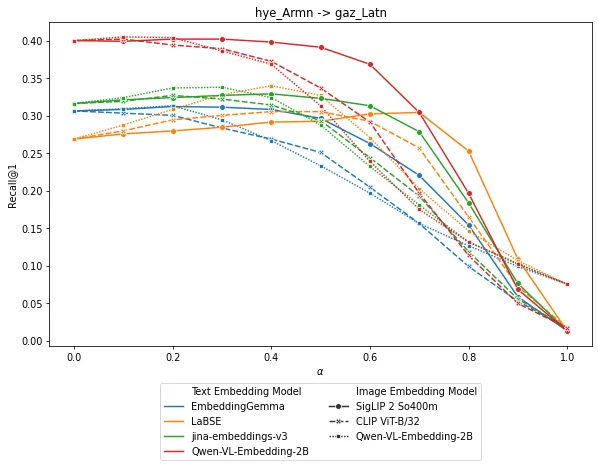 hye_Armn -> gaz_Latn
Recall@1
0.40
0.35
0.30
0.25
0.20
0.15
0.10
0.05
0.00
0.0 0.2 0.4 0.6 0.8 1.0
α
Text Embedding Model Image Embedding Model
EmbeddingGemma SigLIP 2 So400m
LaBSE CLIP ViT-B/32
jina-embeddings-v3 Qwen-VL-Embedding-2B
Qwen-VL-Embedding-2B